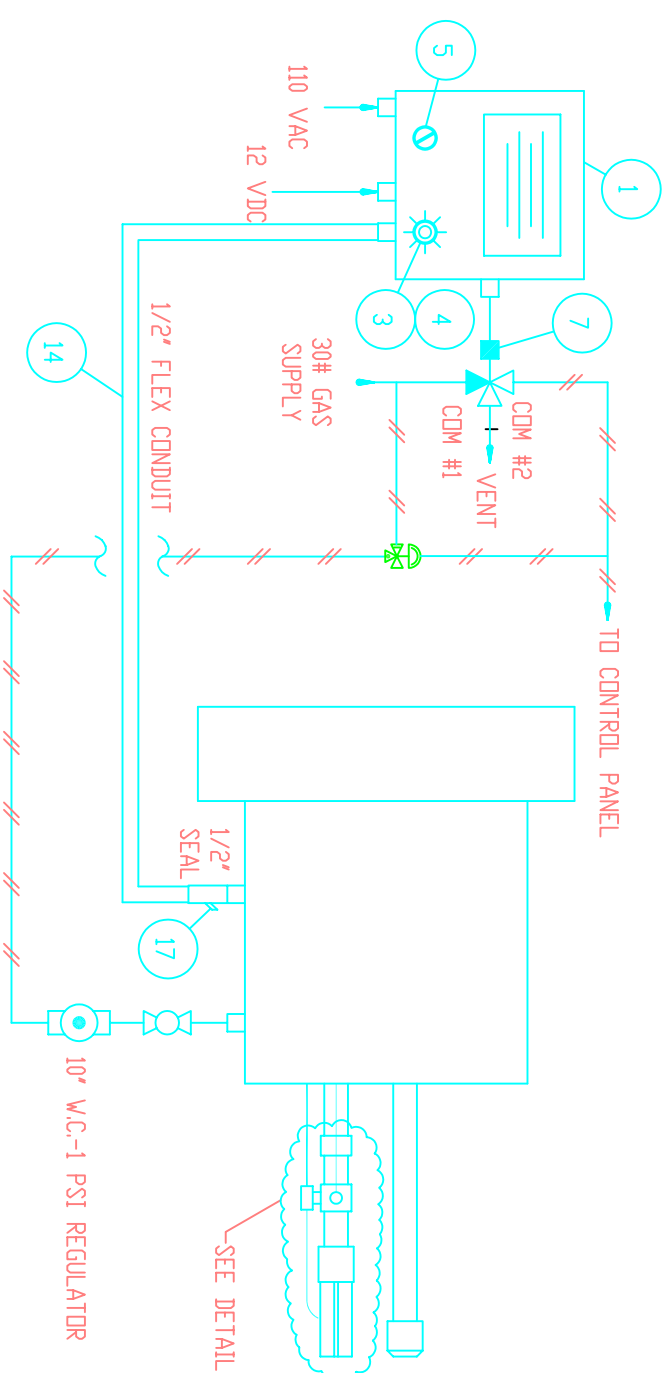 1
5
110 VAC
12 VDC
3
4
7
14
1/2" FLEX CONDUIT
30# GAS
SUPPLY
COM #2
COM #1
VENT
TO CONTROL PANEL
1/2"
SEAL
17
10" W.C.-1 PSI REGULATOR
SEE DETAIL